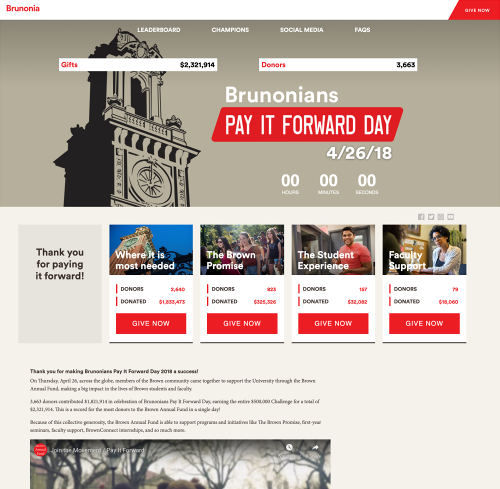 Brunonia
GIVE NOW
LEADERBOARD CHAMPIONS SOCIAL MEDIA FAQS
Gifts $2,321,914 Donors 3,663
Brunonians
PAY IT FORWARD DAY
4/26/18
00 00 00
HOURS MINUTES SECONDS
Thank you
for paying
it forward!
Where it is
most needed
DONORS 2,640
DONATED $1,833,473
GIVE NOW
The Brown
Promise
DONORS 823
DONATED $325,326
GIVE NOW
The Student
Experience
DONORS 157
DONATED $32,082
GIVE NOW
Faculty
Support
DONORS 79
DONATED $18,060
GIVE NOW
Thank you for making Brunonians Pay It Forward Day 2018 a success!
On Thursday, April 26, across the globe, members of the Brown community came together to support the University through the Brown
Annual Fund, making a big impact in the lives of Brown students and faculty.
3,663 donors contributed $1,821,914 in celebration of Brunonians Pay It Forward Day, earning the entire $500,000 Challenge for a total of
$2,321,914. This is a record for the most donors to the Brown Annual Fund in a single day!
Because of this collective generosity, the Brown Annual Fund is able to support programs and initiatives like The Brown Promise, first-year
seminars, faculty support, BrownConnect internships, and so much more.
Join the Movement / Pay It Forward